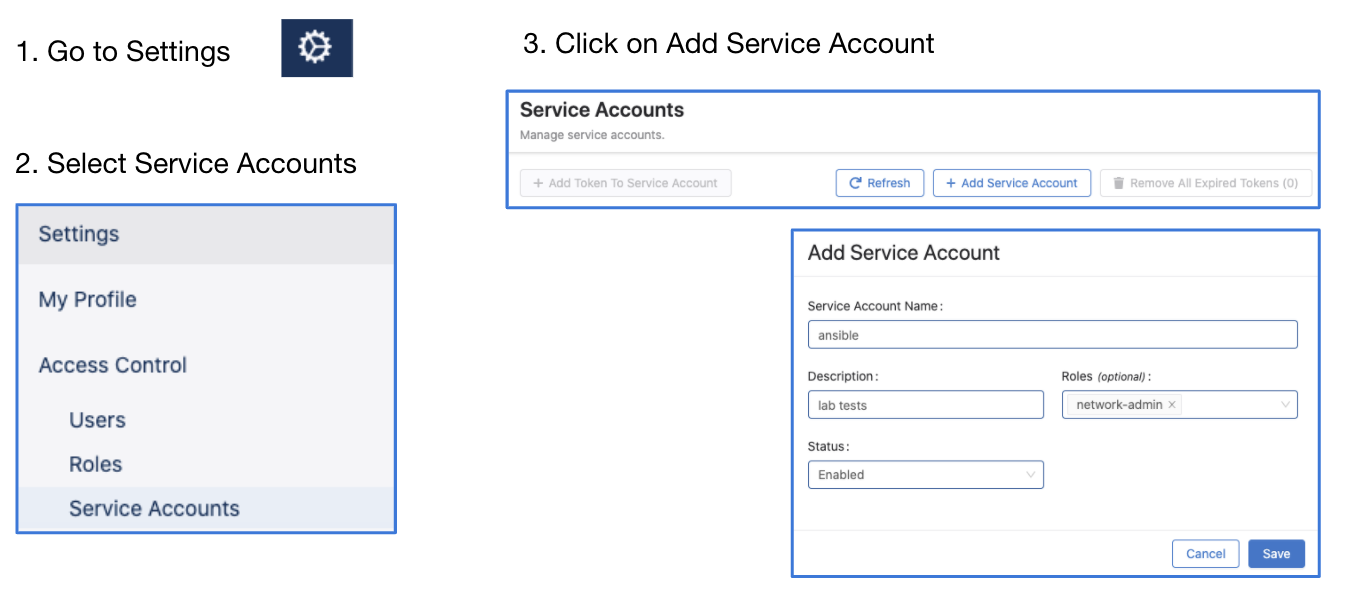 1. Go to Settings
2. Select Service Accounts
Settings
My Profile
Access Control
Users
Roles
Service Accounts
3. Click on Add Service Account
Service Accounts
Manage service accounts.
+ Add Token To Service Account
Refresh
+ Add Service Account
Remove All Expired Tokens (0)
Add Service Account
Service Account Name:
ansible
Description:
lab tests
Roles (optional):
network-admin ×
Status:
Enabled
Cancel
Save